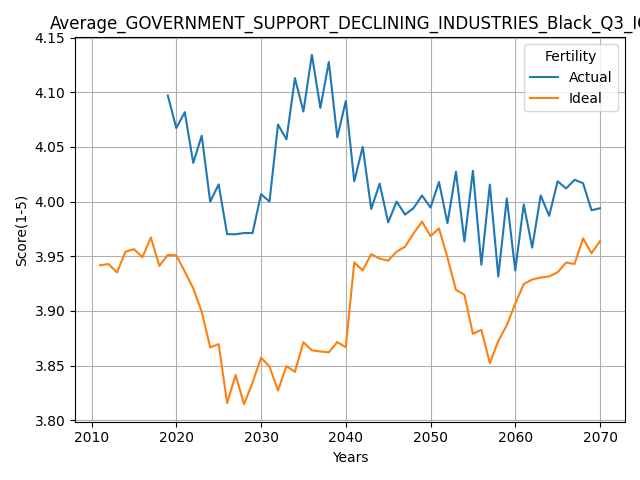 Average_GOVERNMENT_SUPPORT_DECLINING_INDUSTRIES_Black_Q3_IC
Fertility
Actual
Ideal
Score(1-5)
4.15
4.10
4.05
4.00
3.95
3.90
3.85
3.80
2010 2020 2030 2040 2050 2060 2070
Years